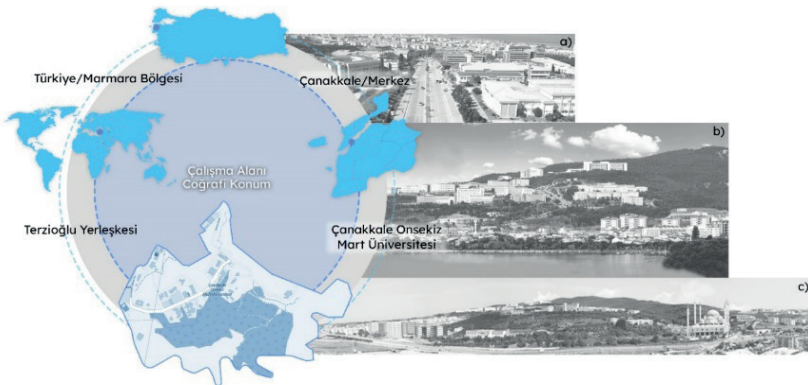 a)
Türkiye/Marmara Bölgesi
Çanakkale/Merkez
b)
Çalışma Alanı
Coğrafi Konum
Terzioğlu Yerleşkesi
Çanakkale Onsekiz
Mart Üniversitesi
c)